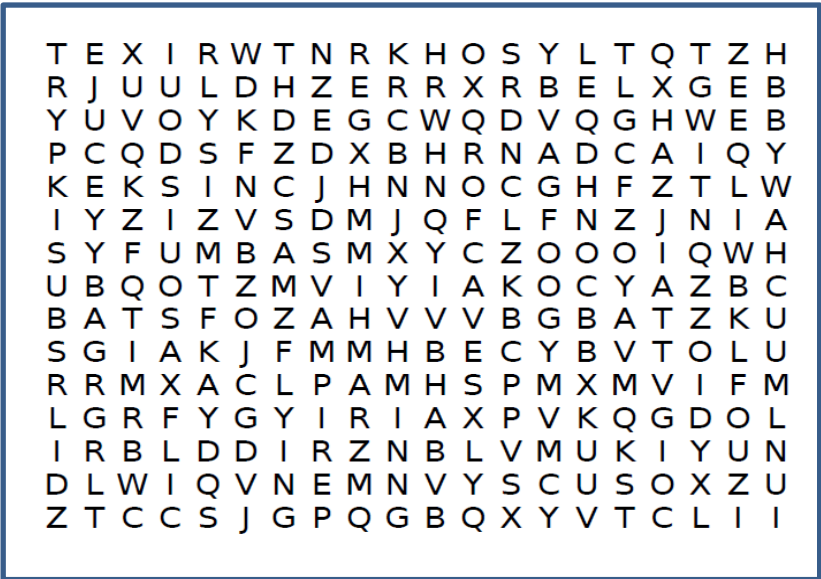 T E X I R W T N R K H O S Y L T Q T Z H
R J U U L D H Z E R R X R B E L X G E B
Y U V O Y K D E G C W Q D V Q G H W E B
P C Q D S F Z D X B H R N A D C A I Q Y
K E K S I N C J H N N O C G H F Z T L W
I Y Z I Z V S D M J Q F L F N Z J N I A
S Y F U M B A S M X Y C Z O O O I Q W H
U B Q O T Z M V I Y I A K O C Y A Z B C
B A T S F O Z A H V V V B G B A T Z K U
S G I A K J F M M H B E C Y B V T O L U
R R M X A C L P A M H S P M X M V I F M
L G R F Y G Y I R I A X P V K Q G D O L
I R B L D D I R Z N B L V M U K I Y U N
D L W I Q V N E M N V Y S C U S O X Z U
Z T C C S J G P Q G B Q X Y V T C L I I